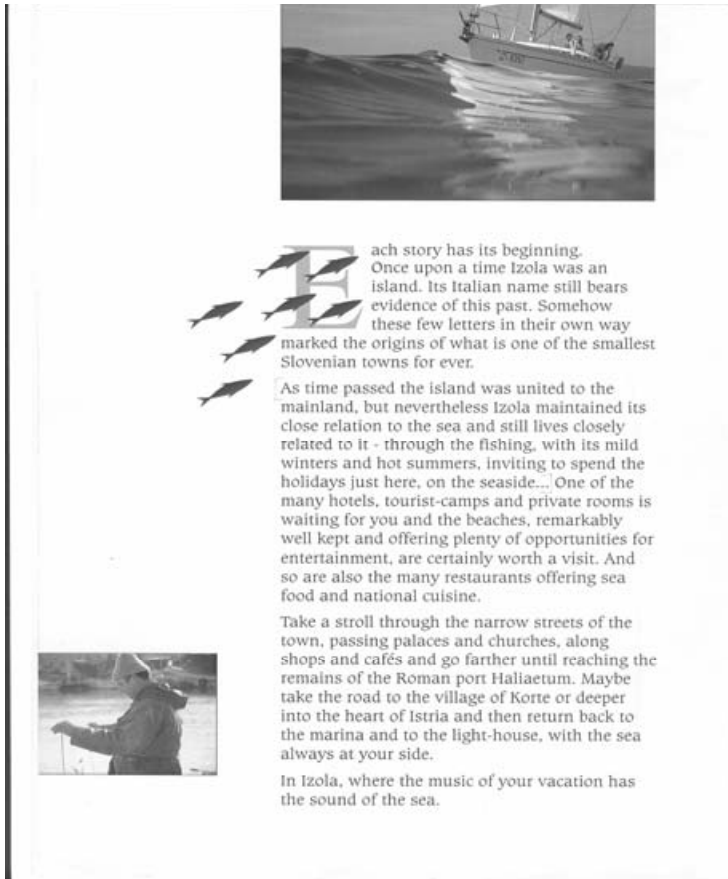 Each story has its beginning.
Once upon a time Izola was an
island. Its Italian name still bears
evidence of this past. Somehow
these few letters in their own way
marked the origins of what is one of the smallest
Slovenian towns for ever.
As time passed the island was united to the
mainland, but nevertheless Izola maintained its
close relation to the sea and still lives closely
related to it - through the fishing, with its mild
winters and hot summers, inviting to spend the
holidays just here, on the seaside... One of the
many hotels, tourist-camps and private rooms is
waiting for you and the beaches, remarkably
well kept and offering plenty of opportunities for
entertainment, are certainly worth a visit. And
so are also the many restaurants offering sea
food and national cuisine.
Take a stroll through the narrow streets of the
town, passing palaces and churches, along
shops and cafés and go farther until reaching the
remains of the Roman port Haliaetum. Maybe
take the road to the village of Korte or deeper
into the heart of Istria and then return back to
the marina and to the light-house, with the sea
always at your side.
In Izola, where the music of your vacation has
the sound of the sea.